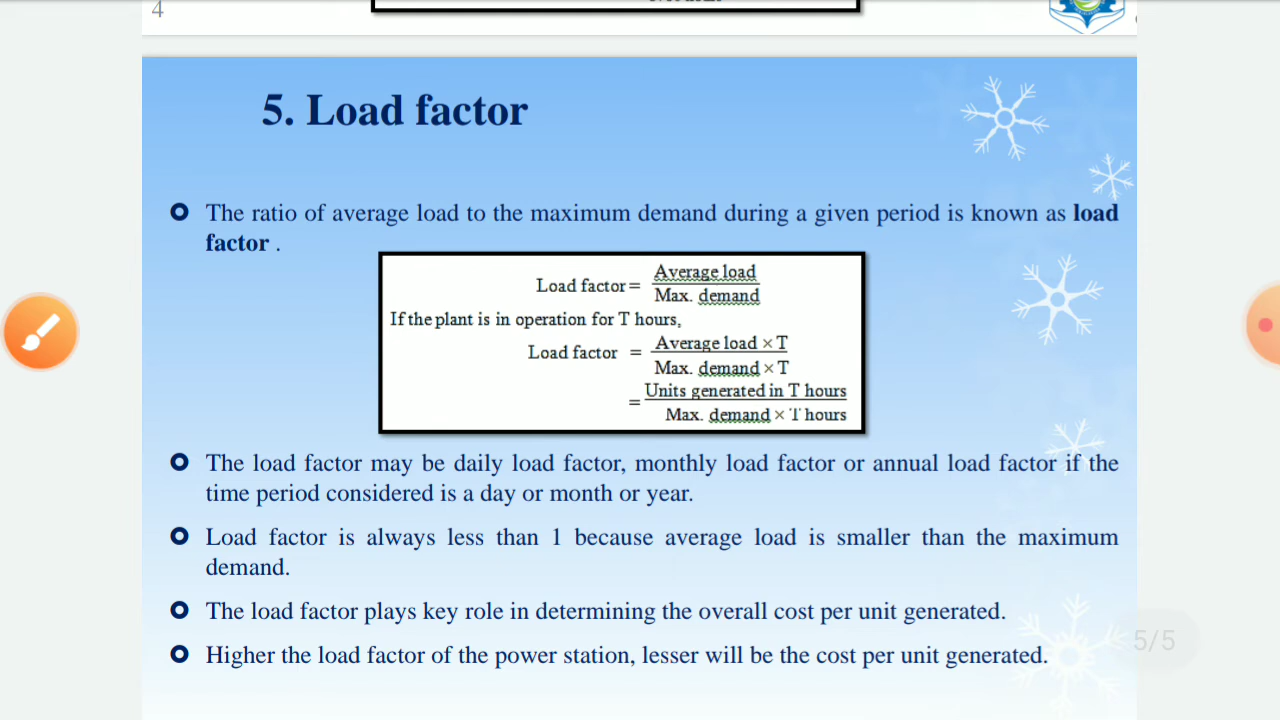 4
5. Load factor
The ratio of average load to the maximum demand during a given period is known as load
factor .
Load factor = Average load
Max. demand
If the plant is in operation for T hours,
Load factor = Average load × T
Max. demand × T
= Units generated in T hours
Max. demand × T hours
The load factor may be daily load factor, monthly load factor or annual load factor if the
time period considered is a day or month or year.
Load factor is always less than 1 because average load is smaller than the maximum
demand.
The load factor plays key role in determining the overall cost per unit generated.
5/5
Higher the load factor of the power station, lesser will be the cost per unit generated.